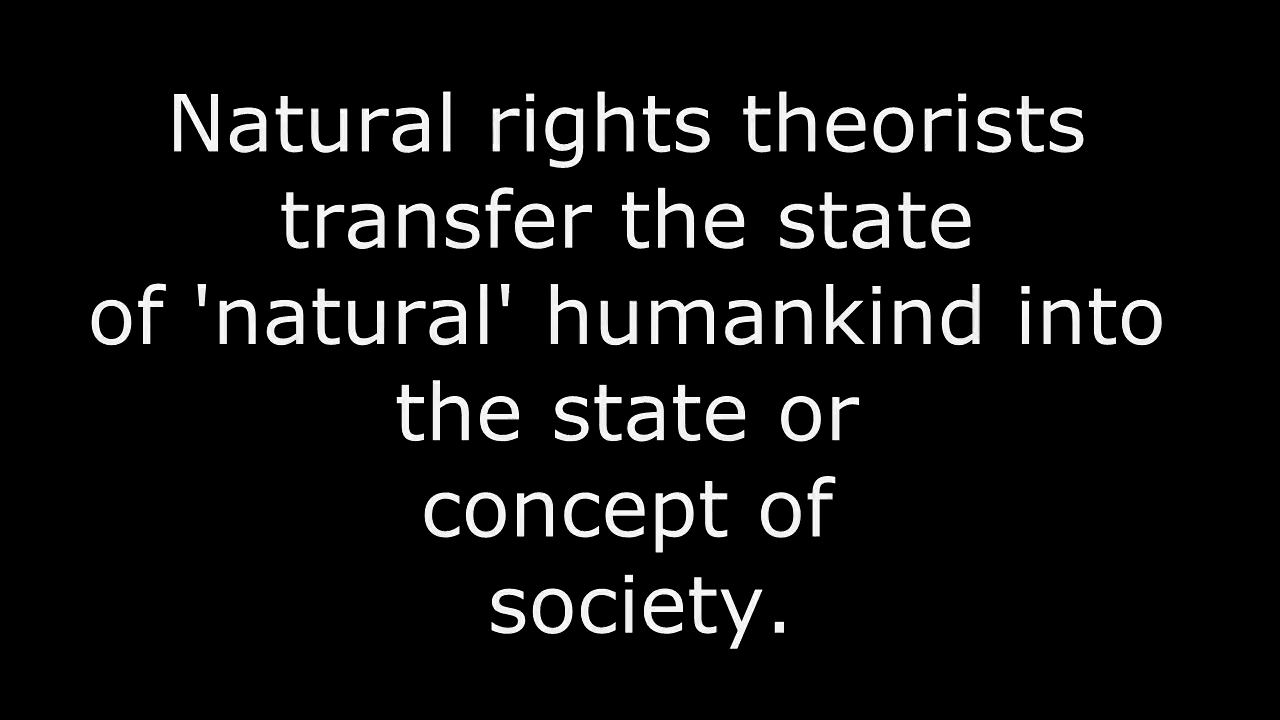 Natural rights theorists
transfer the state
of 'natural' humankind into
the state or
concept of
society.